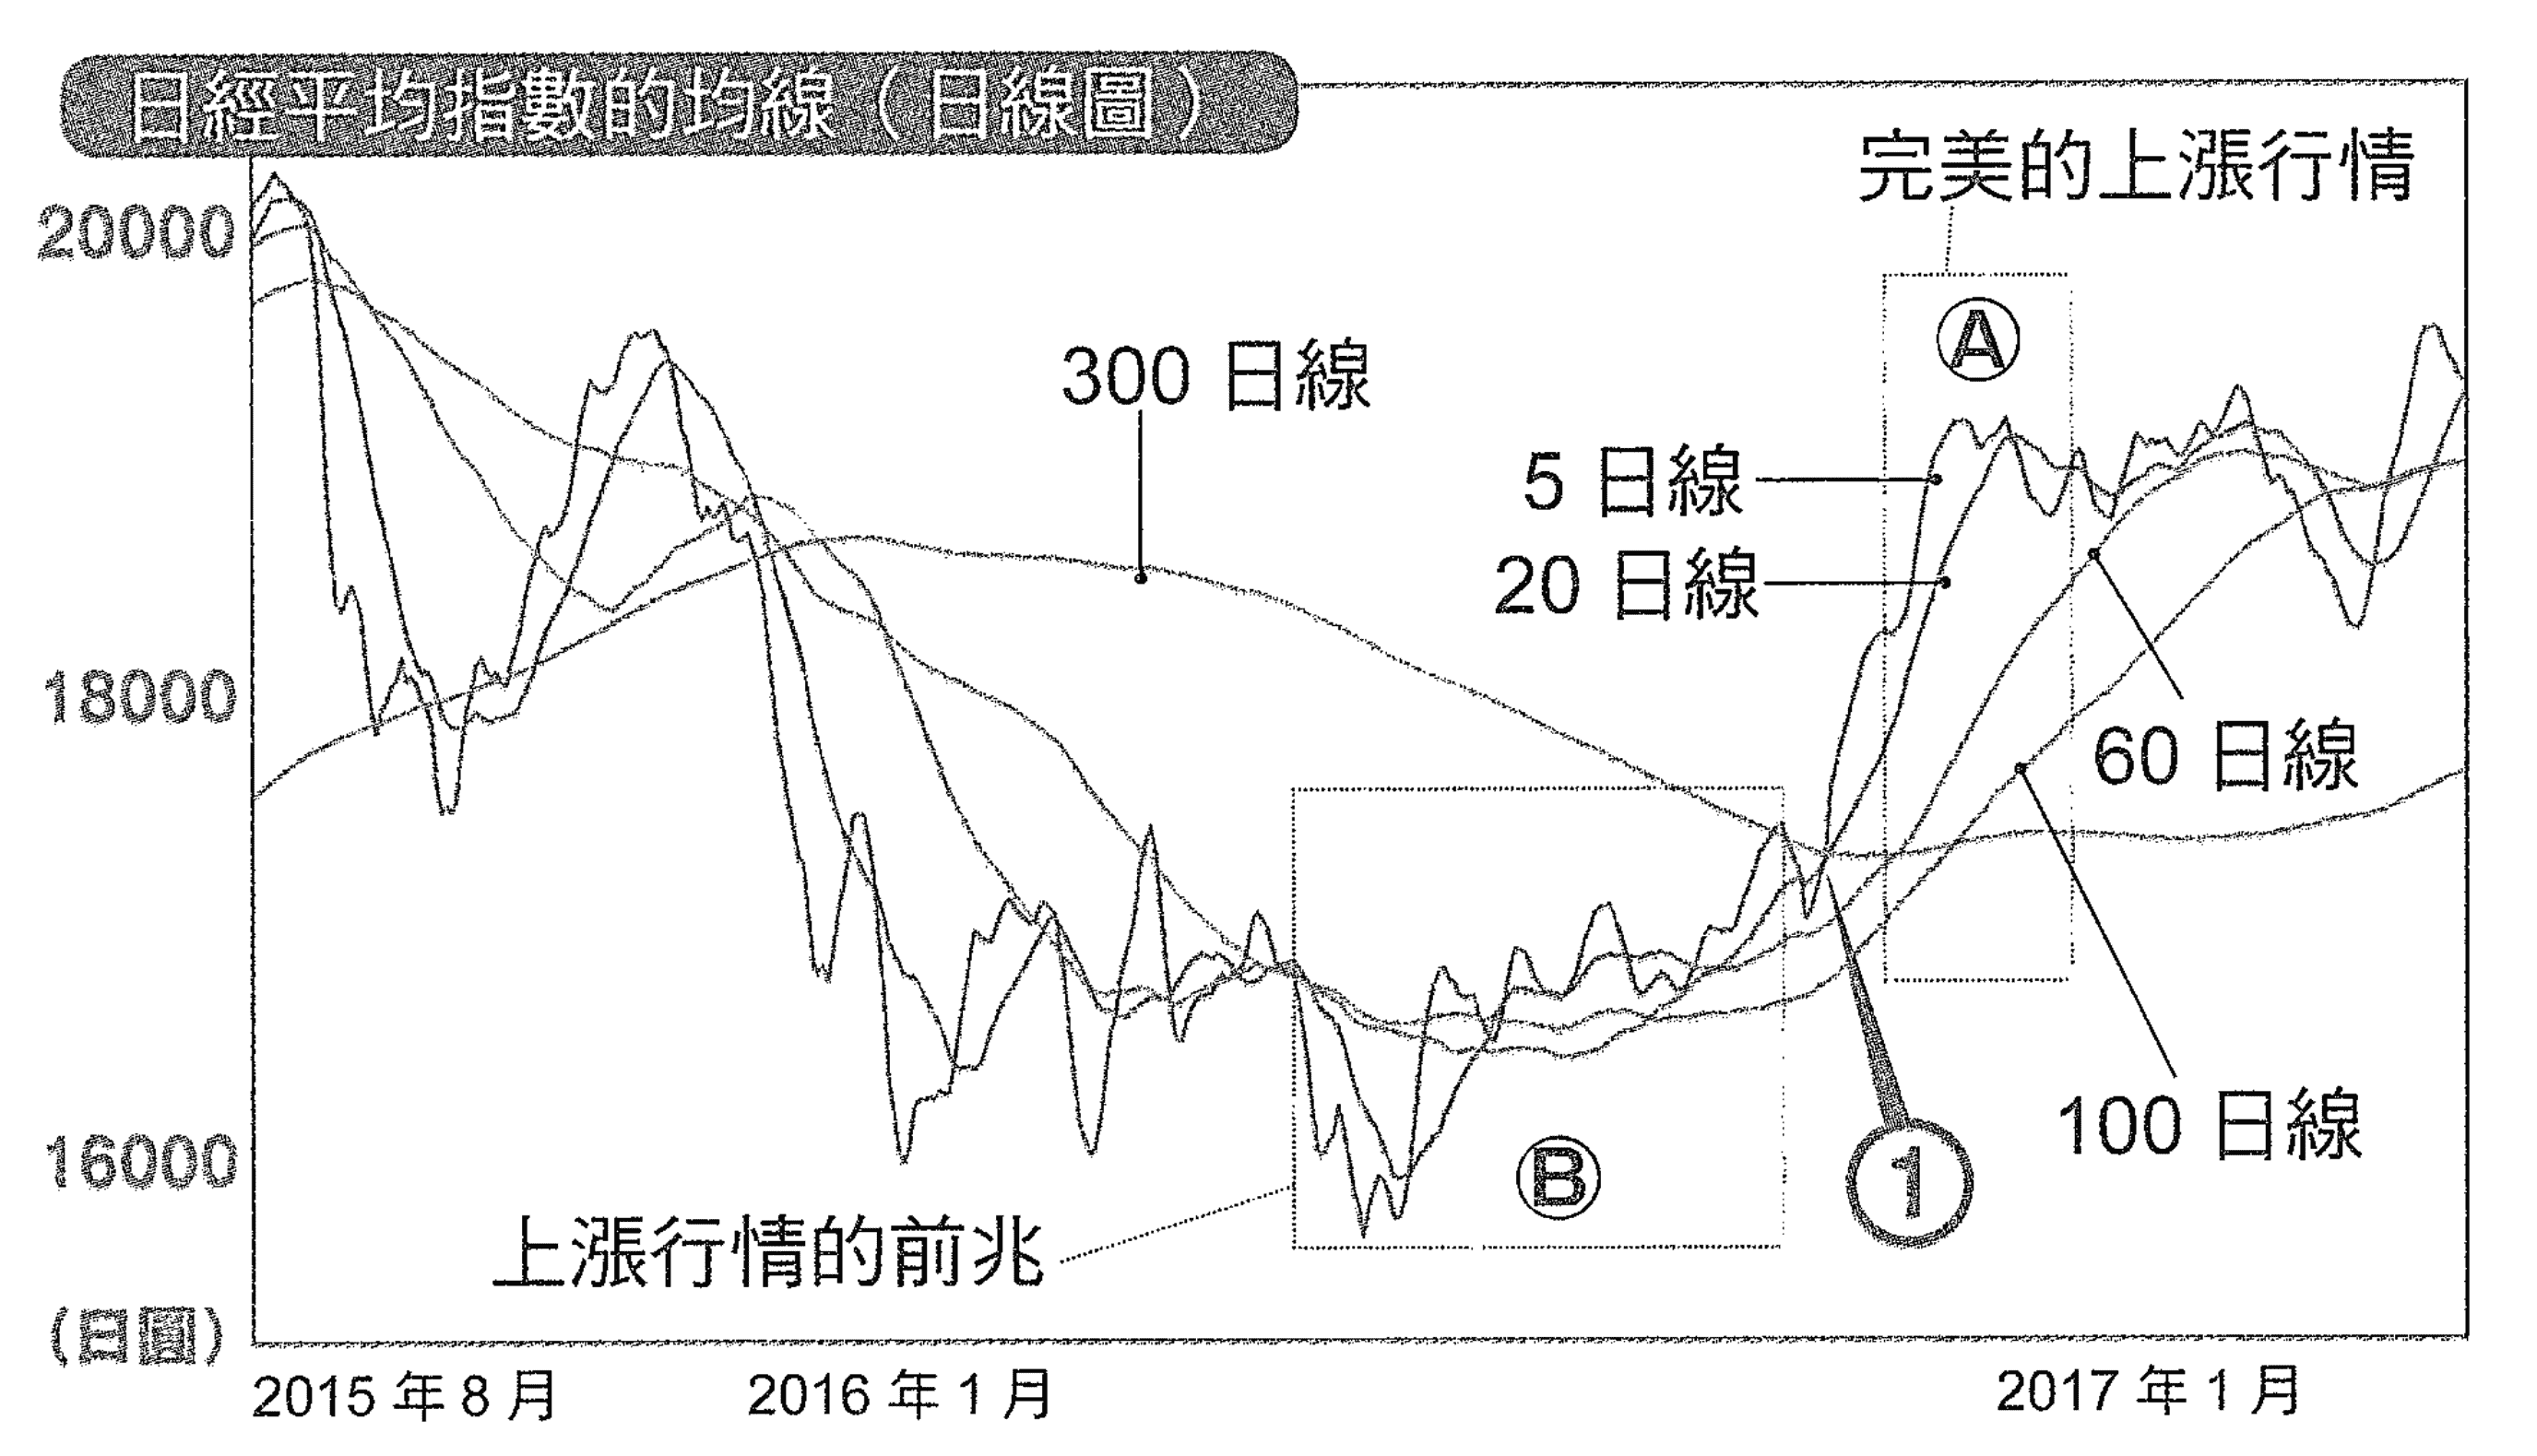 日經平均指數的均線（日線圖）
完美的上漲行情
20000
Ⓐ
300 日線
5 日線
20 日線
18000
60 日線
100 日線
16000
Ⓑ
①
上漲行情的前兆
（日圓）
2015 年 8 月
2016 年 1 月
2017 年 1 月